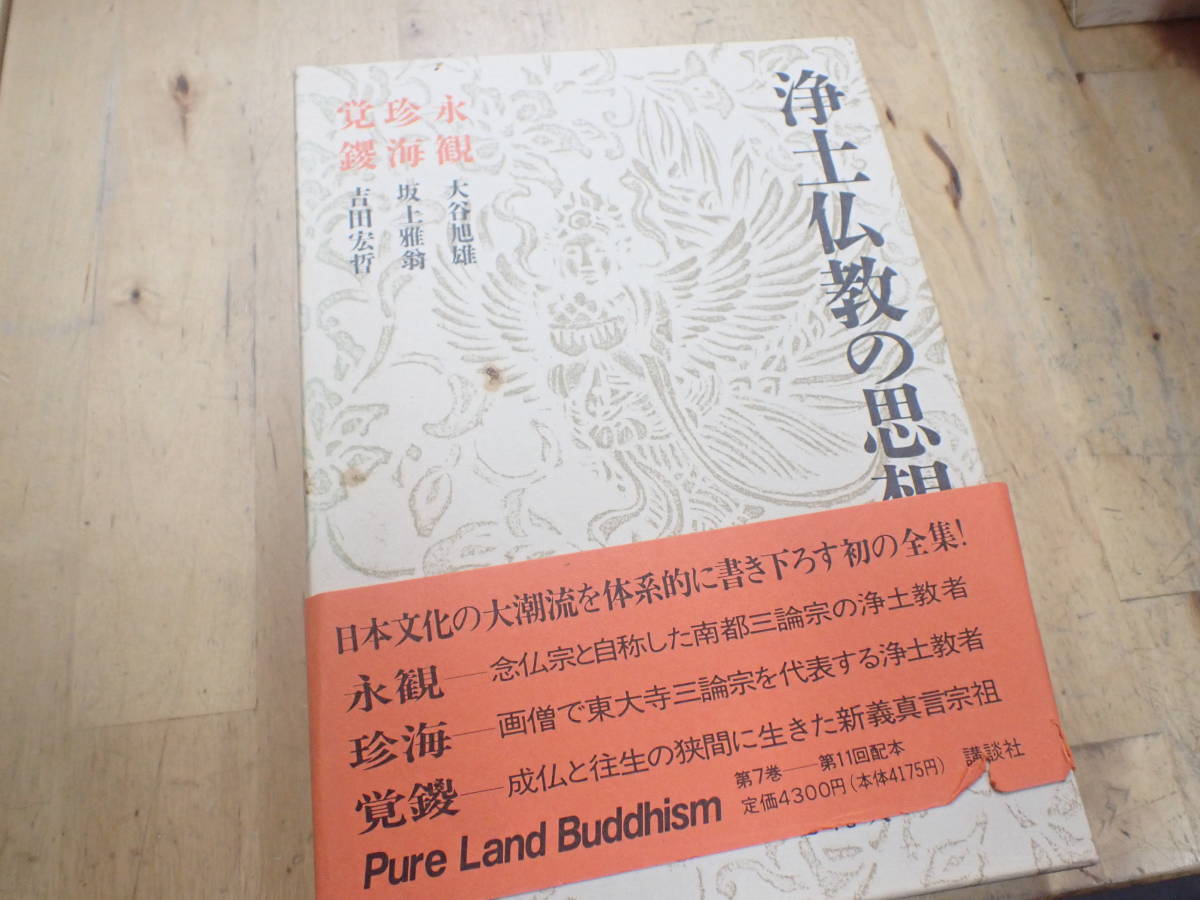 浄土仏教の思想
永観
大谷旭雄
珍海
坂上雅翁
覚鑁
吉田宏晢
日本文化の大潮流を体系的に書き下ろす初の全集!
永観――念仏宗と自称した南都三論宗の浄土教者
珍海――画僧で東大寺三論宗を代表する浄土教者
覚鑁――成仏と往生の狭間に生きた新義真言宗祖
Pure Land Buddhism
第7巻――第11回配本
定価4300円(本体4175円)
講談社